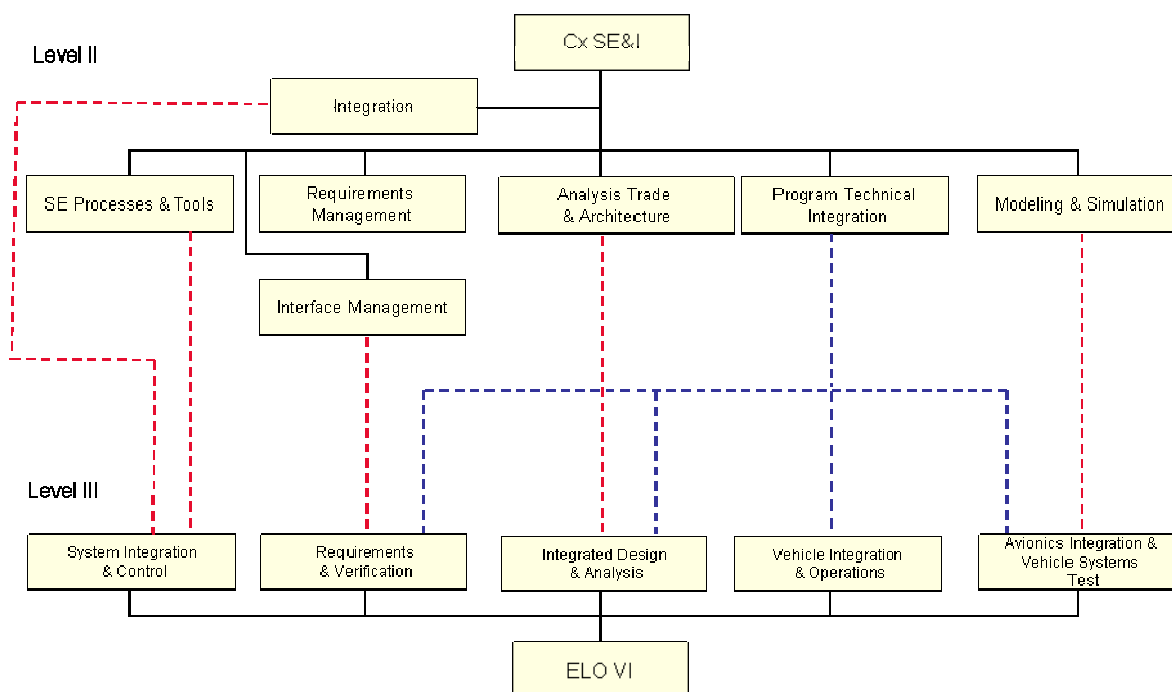 Cx SE&I
Level II
Integration
SE Processes & Tools
Requirements
Management
Analysis Trade
& Architecture
Program Technical
Integration
Modeling & Simulation
Interface Management
Level III
System Integration
& Control
Requirements
& Verification
Integrated Design
& Analysis
Vehicle Integration
& Operations
Avionics Integration &
Vehicle Systems
Test
ELO VI